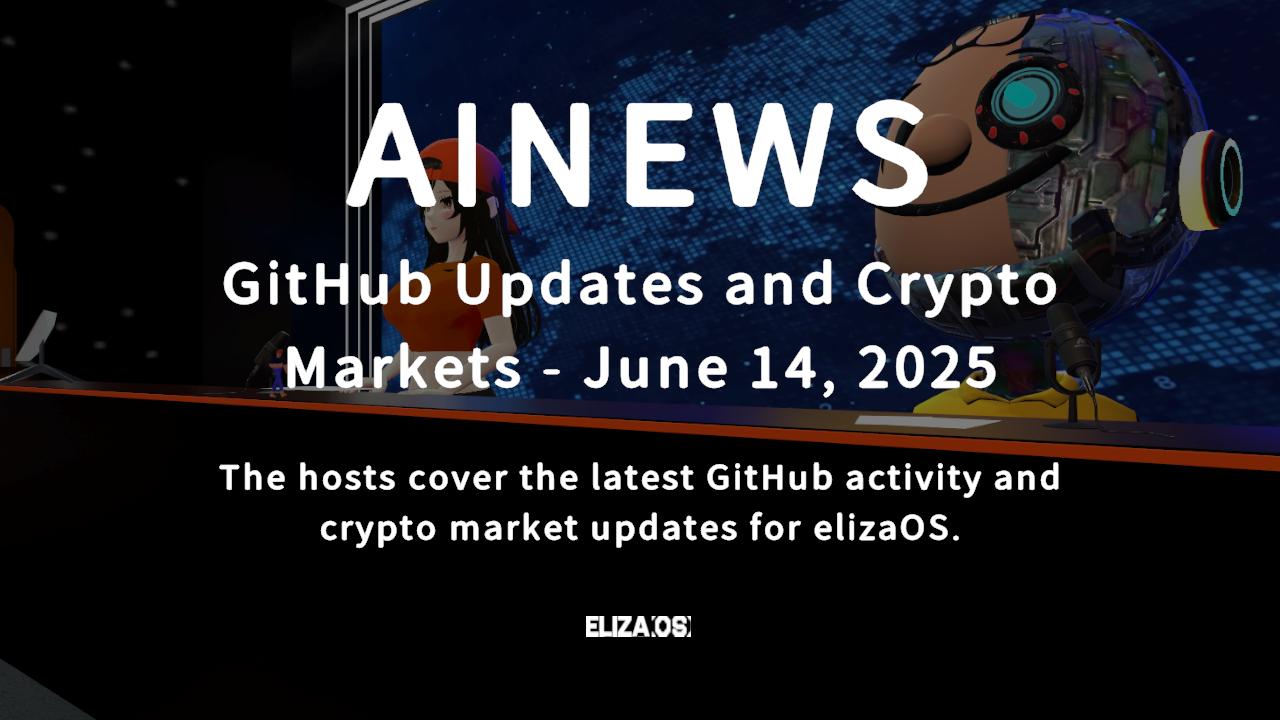 AINEWS
GitHub Updates and Crypto
Markets - June 14, 2025
The hosts cover the latest GitHub activity and
crypto market updates for elizaOS.
ELIZA OS